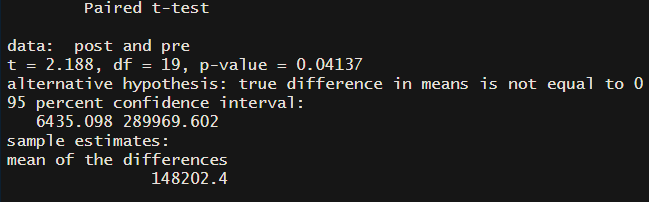 Paired t-test
data:  post and pre
t = 2.188, df = 19, p-value = 0.04137
alternative hypothesis: true difference in means is not equal to 0
95 percent confidence interval:
6435.098 289969.602
sample estimates:
mean of the differences
148202.4